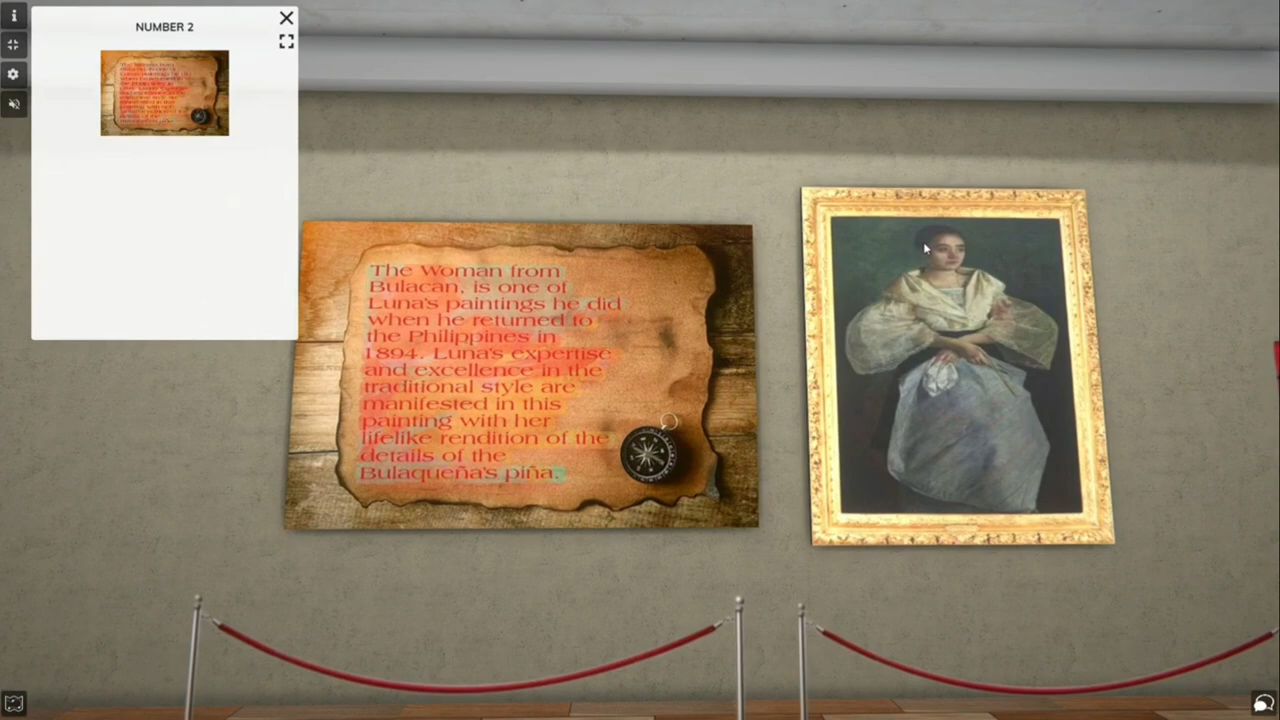 NUMBER 2
The Woman from
Bulacan, is one of
Luna's paintings he did
when he returned to
the Philippines in
1894. Luna's expertise
and excellence in the
traditional style are
manifested in this
painting with her
lifelike rendition of the
details of the
Bulaqueña's piña.